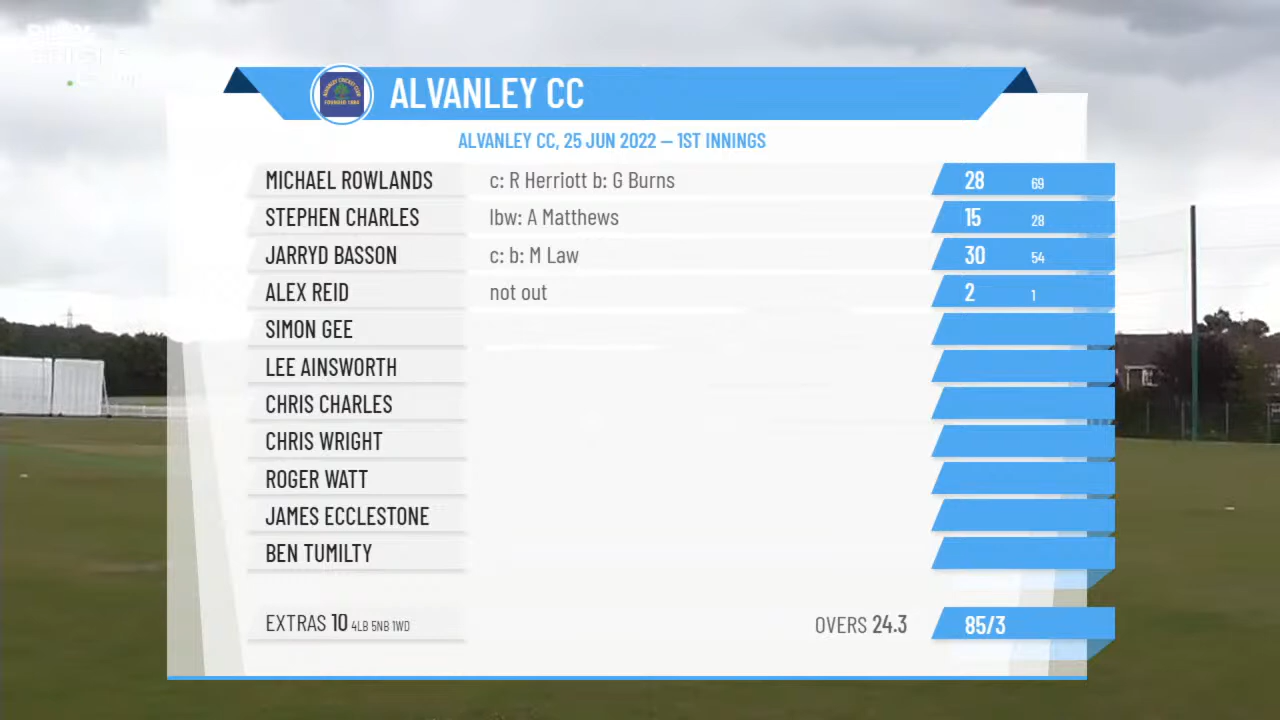 ALVANLEY CC
ALVANLEY CC, 25 JUN 2022 – 1ST INNINGS
MICHAEL ROWLANDS c: R Herriott b: G Burns 28 69
STEPHEN CHARLES lbw: A Matthews 15 28
JARRYD BASSON c: b: M Law 30 54
ALEX REID not out 2 1
SIMON GEE
LEE AINSWORTH
CHRIS CHARLES
CHRIS WRIGHT
ROGER WATT
JAMES ECCLESTONE
BEN TUMILTY
EXTRAS 10 4LB 5NB 1WD OVERS 24.3 85/3